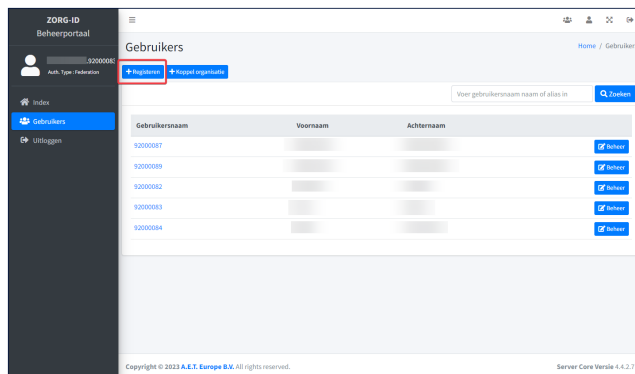 ZORG-ID
Beheerportaal
.9200008
Auth. Type : Federation
Index
Gebruikers
Uitloggen
Gebruikers
Home / Gebruiker
+ Registeren + Koppel organisatie
Voer gebruikersnaam naam of alias in Zoeken
Gebruikersnaam Voornaam Achternaam
92000087 Beheer
92000089 Beheer
92000082 Beheer
92000083 Beheer
92000084 Beheer
Copyright © 2023 A.E.T. Europe B.V. All rights reserved. Server Core Versie 4.4.2.7